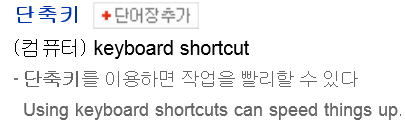 단축키 +단어장추가
(컴퓨터) keyboard shortcut
- 단축키를 이용하면 작업을 빨리할 수 있다
Using keyboard shortcuts can speed things up.